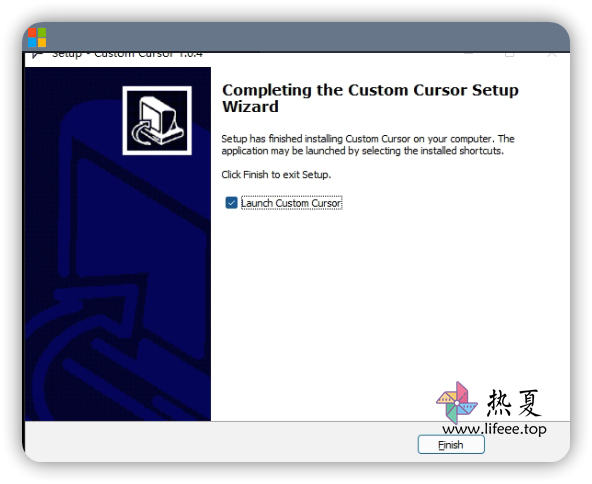 Setup - Custom Cursor 1.0.4
Completing the Custom Cursor Setup
Wizard
Setup has finished installing Custom Cursor on your computer. The
application may be launched by selecting the installed shortcuts.
Click Finish to exit Setup.
Launch Custom Cursor
热夏
www.lifeee.top
Finish